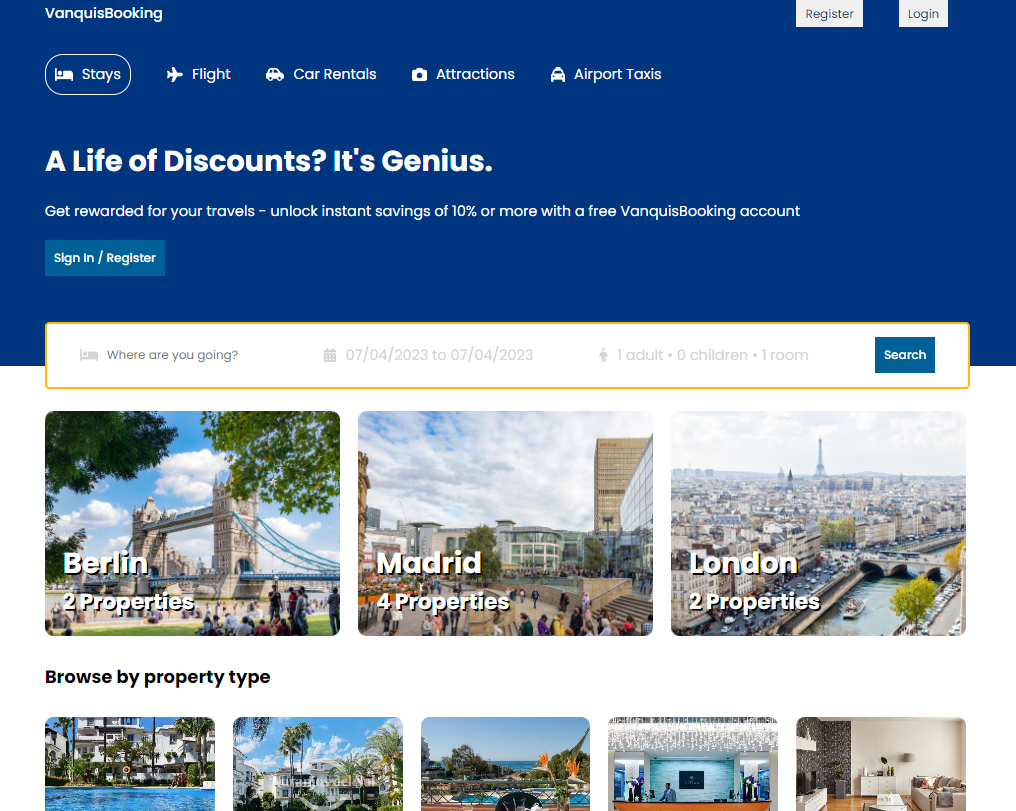 VanquisBooking
Register
Login
Stays
Flight
Car Rentals
Attractions
Airport Taxis
A Life of Discounts? It's Genius.
Get rewarded for your travels - unlock instant savings of 10% or more with a free VanquisBooking account
Sign In / Register
Where are you going?
07/04/2023 to 07/04/2023
1 adult • 0 children • 1 room
Search
Berlin
2 Properties
Madrid
4 Properties
London
2 Properties
Browse by property type